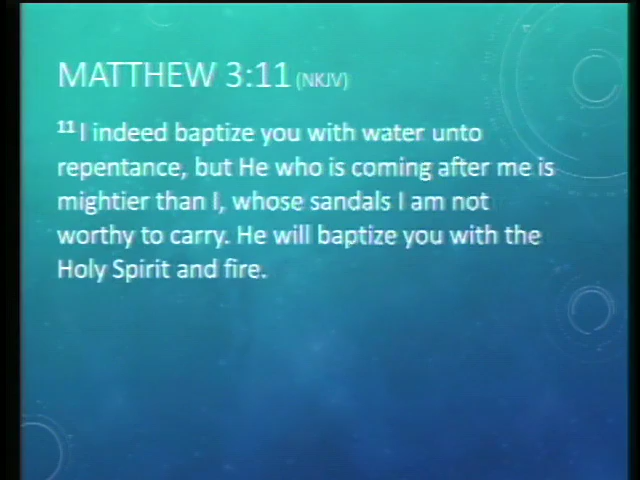 MATTHEW 3:11 (NKJV)
11 I indeed baptize you with water unto
repentance, but He who is coming after me is
mightier than I, whose sandals I am not
worthy to carry. He will baptize you with the
Holy Spirit and fire.